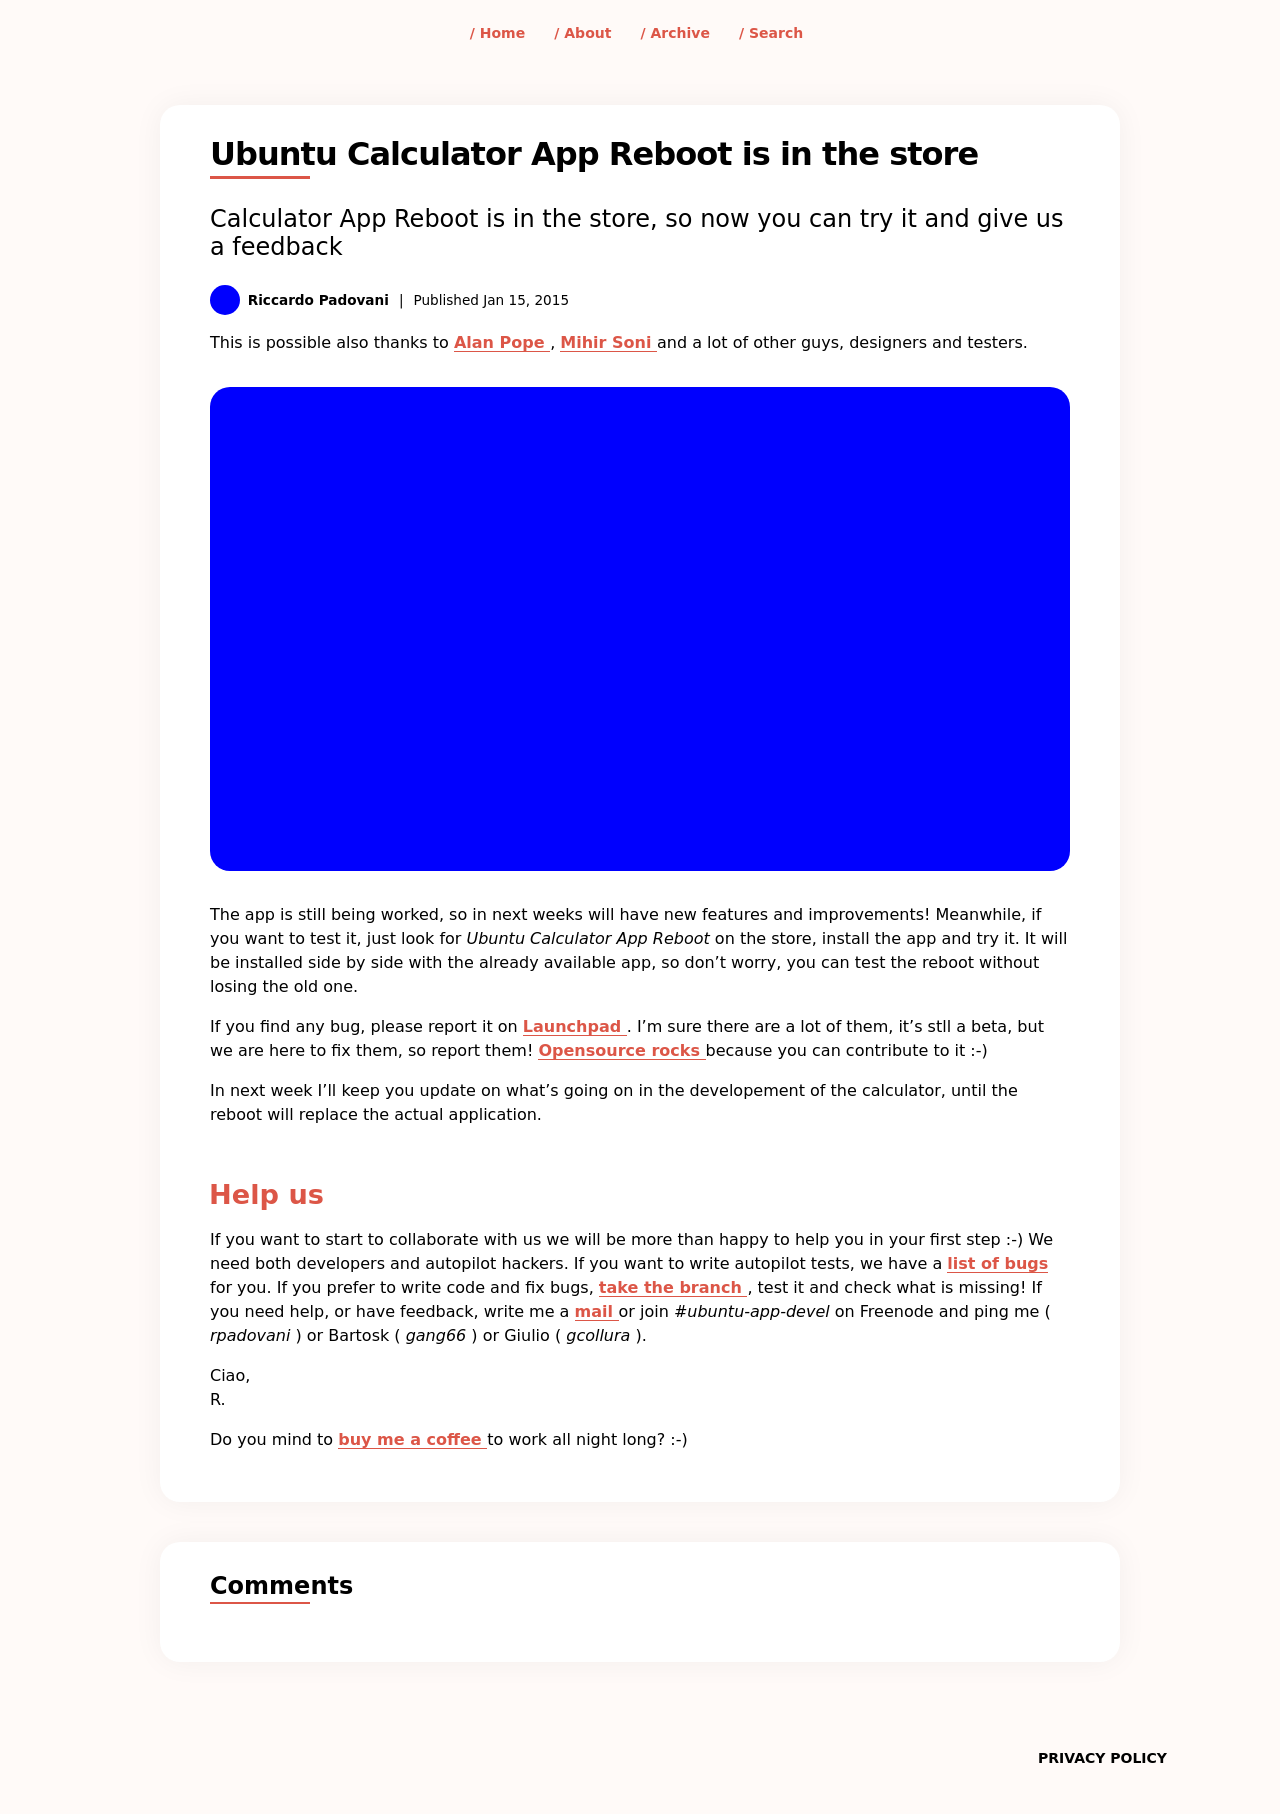 / Home / About / Archive / Search
Ubuntu Calculator App Reboot is in the store
Calculator App Reboot is in the store, so now you can try it and give us
a feedback
Riccardo Padovani | Published Jan 15, 2015
This is possible also thanks to Alan Pope , Mihir Soni and a lot of other guys, designers and testers.
The app is still being worked, so in next weeks will have new features and improvements! Meanwhile, if
you want to test it, just look for Ubuntu Calculator App Reboot on the store, install the app and try it. It will
be installed side by side with the already available app, so don’t worry, you can test the reboot without
losing the old one.
If you find any bug, please report it on Launchpad . I’m sure there are a lot of them, it’s stll a beta, but
we are here to fix them, so report them! Opensource rocks because you can contribute to it :-)
In next week I’ll keep you update on what’s going on in the developement of the calculator, until the
reboot will replace the actual application.
Help us
If you want to start to collaborate with us we will be more than happy to help you in your first step :-) We
need both developers and autopilot hackers. If you want to write autopilot tests, we have a list of bugs
for you. If you prefer to write code and fix bugs, take the branch , test it and check what is missing! If
you need help, or have feedback, write me a mail or join #ubuntu-app-devel on Freenode and ping me (
rpadovani ) or Bartosk ( gang66 ) or Giulio ( gcollura ).
Ciao,
R.
Do you mind to buy me a coffee to work all night long? :-)
Comments
PRIVACY POLICY